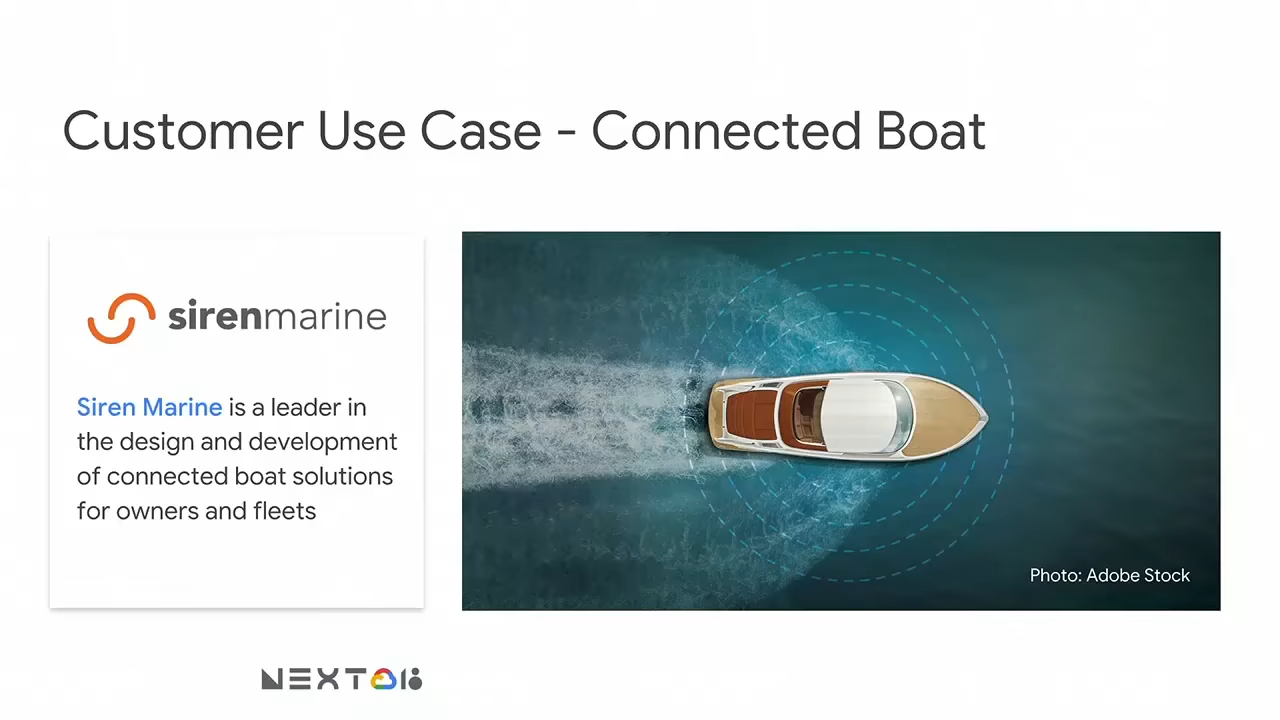 Customer Use Case - Connected Boat
sirenmarine
Siren Marine is a leader in
the design and development
of connected boat solutions
for owners and fleets
Photo: Adobe Stock
NEXT 18